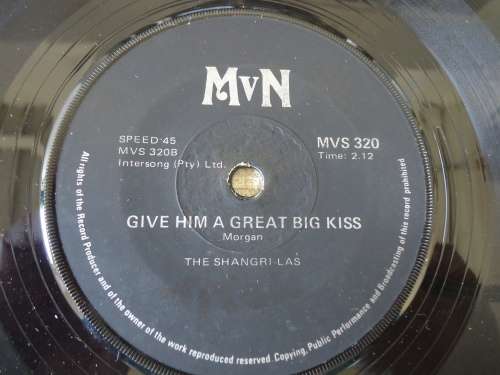 MvN
SPEED·45
MVS 320B
Intersong (Pty) Ltd.
MVS 320
Time: 2.12
GIVE HIM A GREAT BIG KISS
Morgan
THE SHANGRI-LAS
All rights of the Record Producer and of the owner of the work reproduced reserved Copying, Public Performance and Broadcasting of this record prohibited